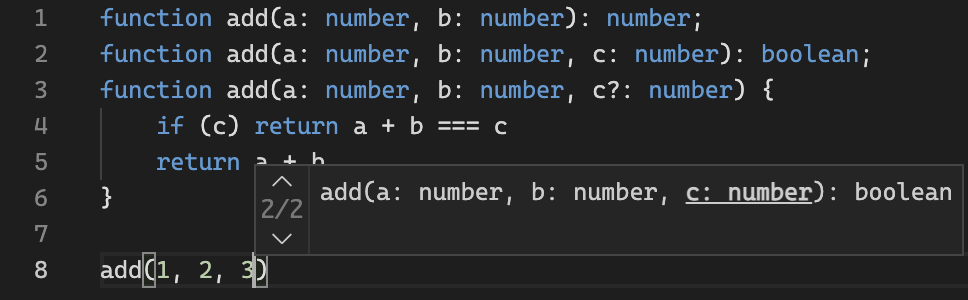 1 function add(a: number, b: number): number;
2 function add(a: number, b: number, c: number): boolean;
3 function add(a: number, b: number, c?: number) {
4 if (c) return a + b === c
5 return a + b
6 }
7
8 add(1, 2, 3)
2/2 add(a: number, b: number, c: number): boolean